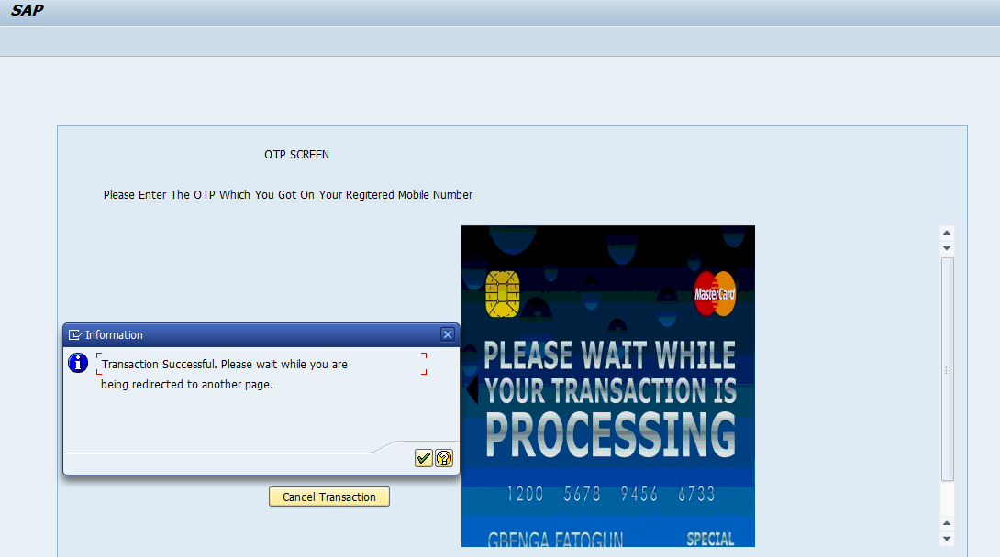 SAP
OTP SCREEN
Please Enter The OTP Which You Got On Your Regitered Mobile Number
MasterCard
PLEASE WAIT WHILE
YOUR TRANSACTION IS
PROCESSING
1200 5678 9456 6733
GBENGA FATOGUN SPECIAL
Information
Transaction Successful. Please wait while you are
being redirected to another page.
Cancel Transaction